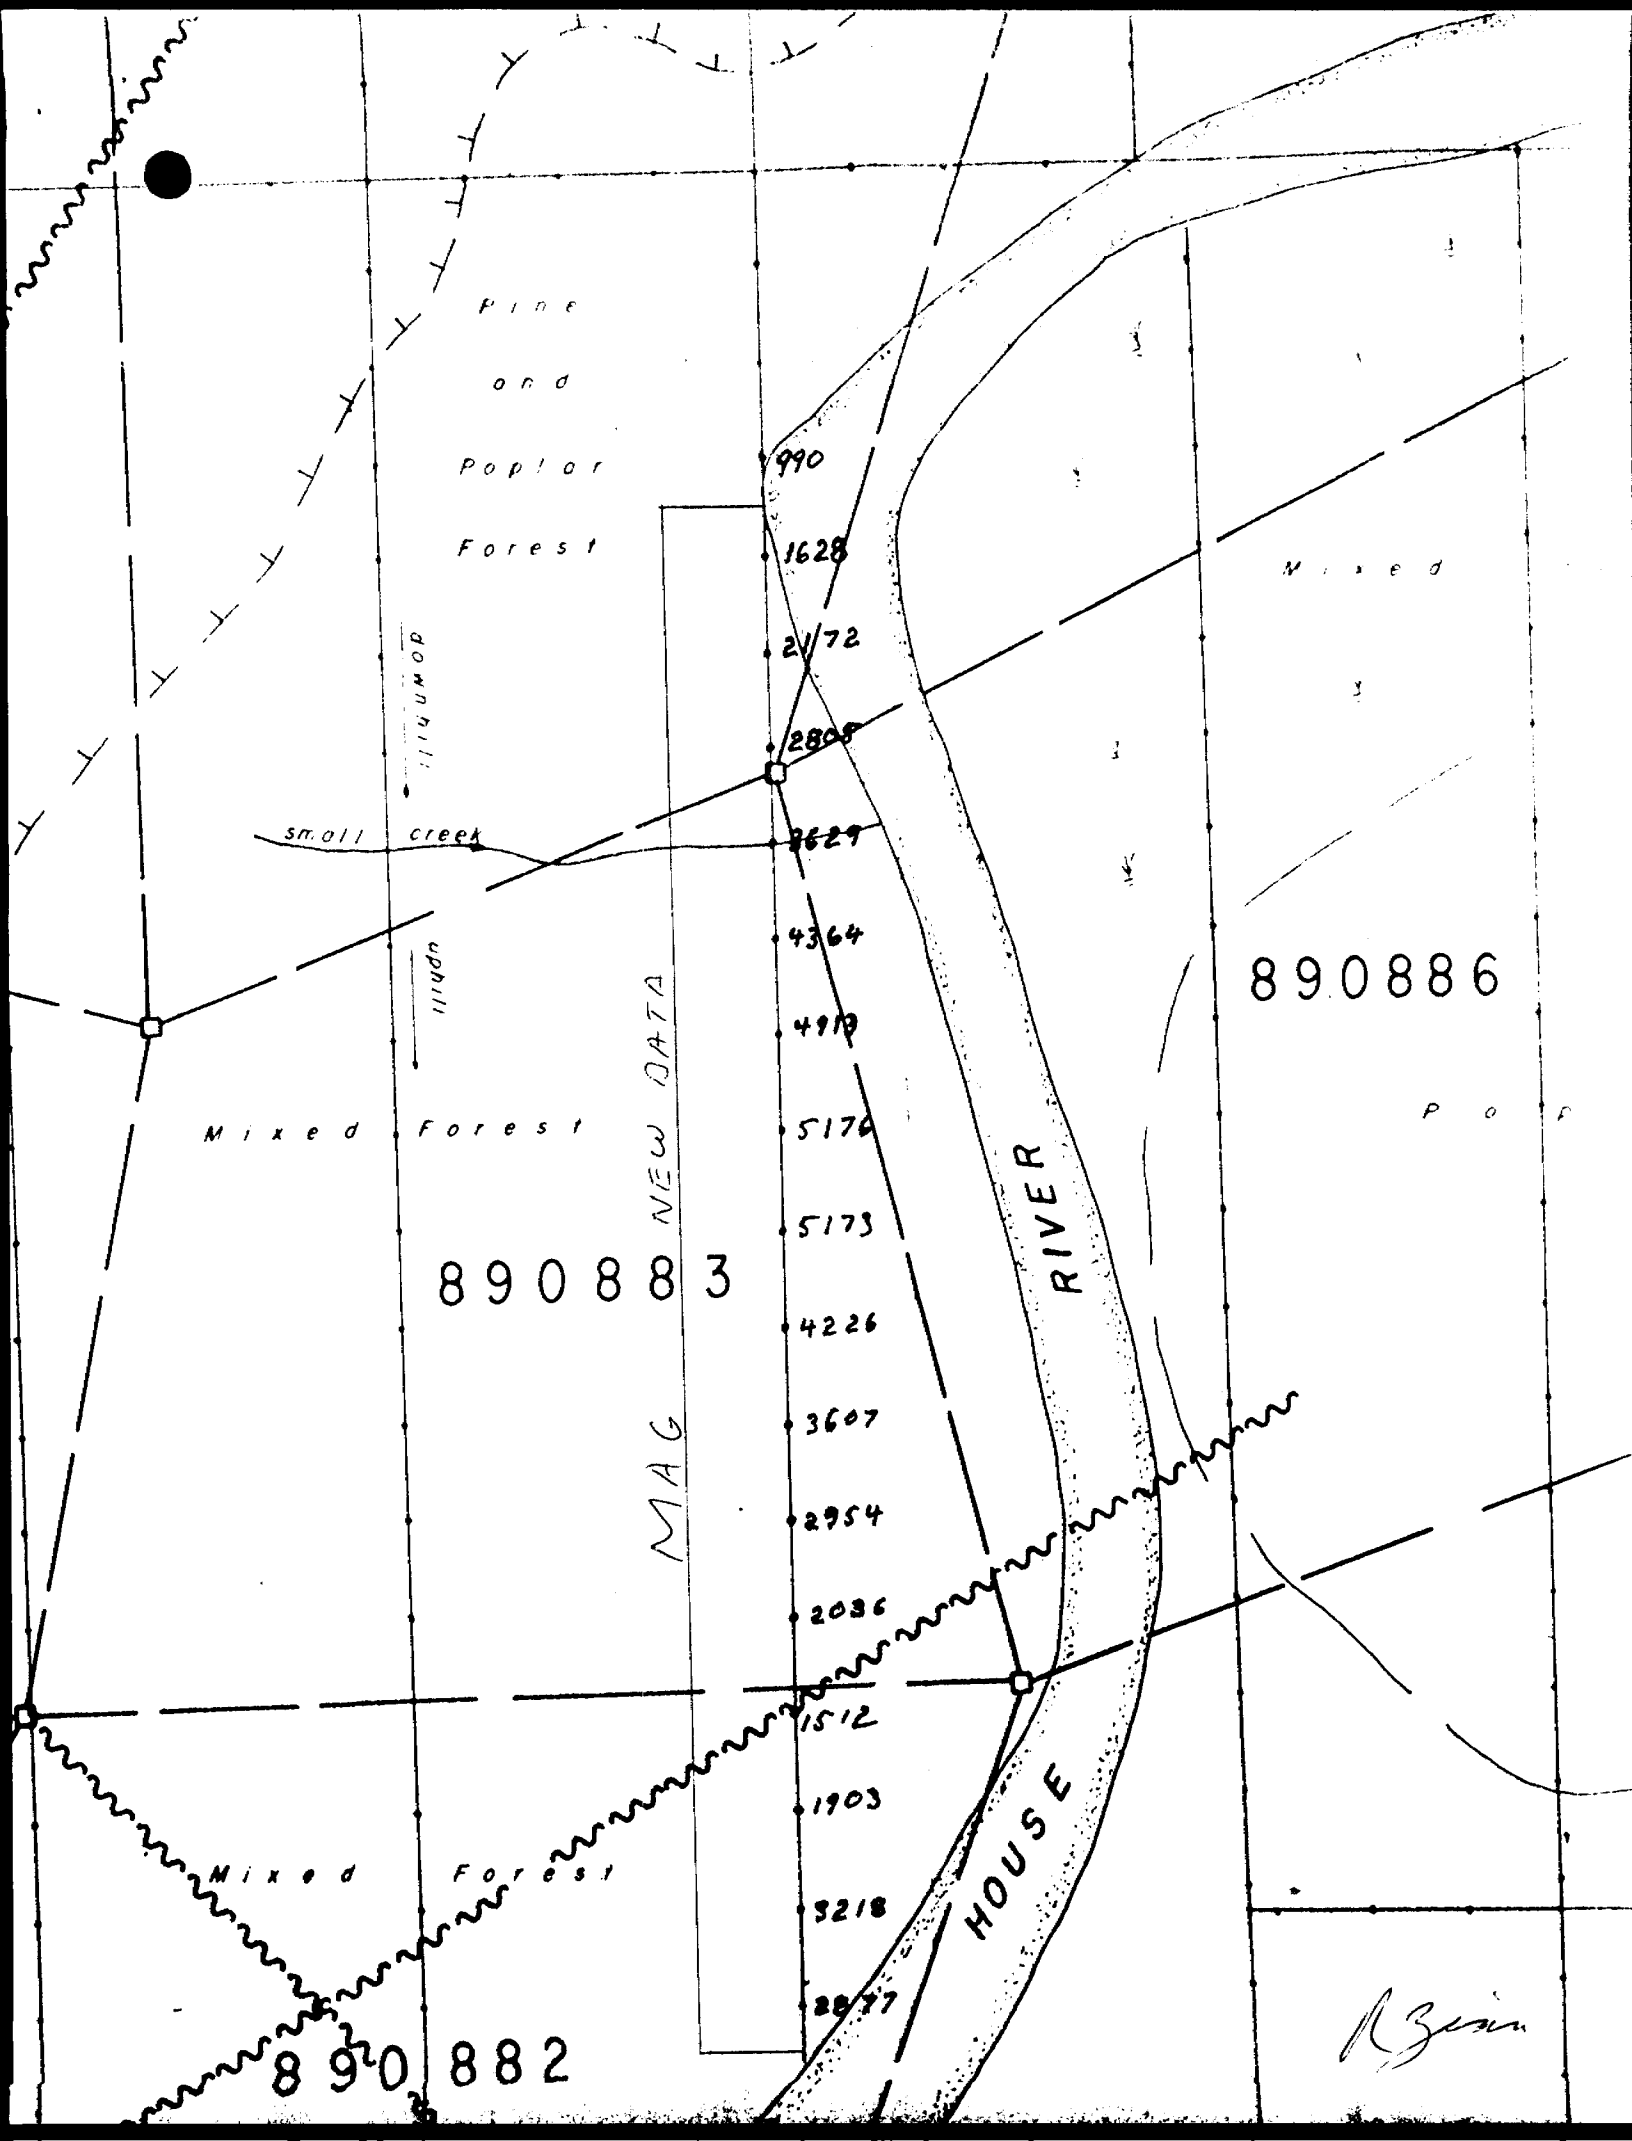 Pine
and
Poplar
Forest
990
1628
2172
2808
3629
4364
4919
5176
5173
4226
3607
2954
2036
1512
1903
3218
2877
downhill
small creek
uphill
Mixed
890886
Mixed Forest
NEW DATA
MAG
890883
RIVER
HOUSE
Mixed Forest
890882